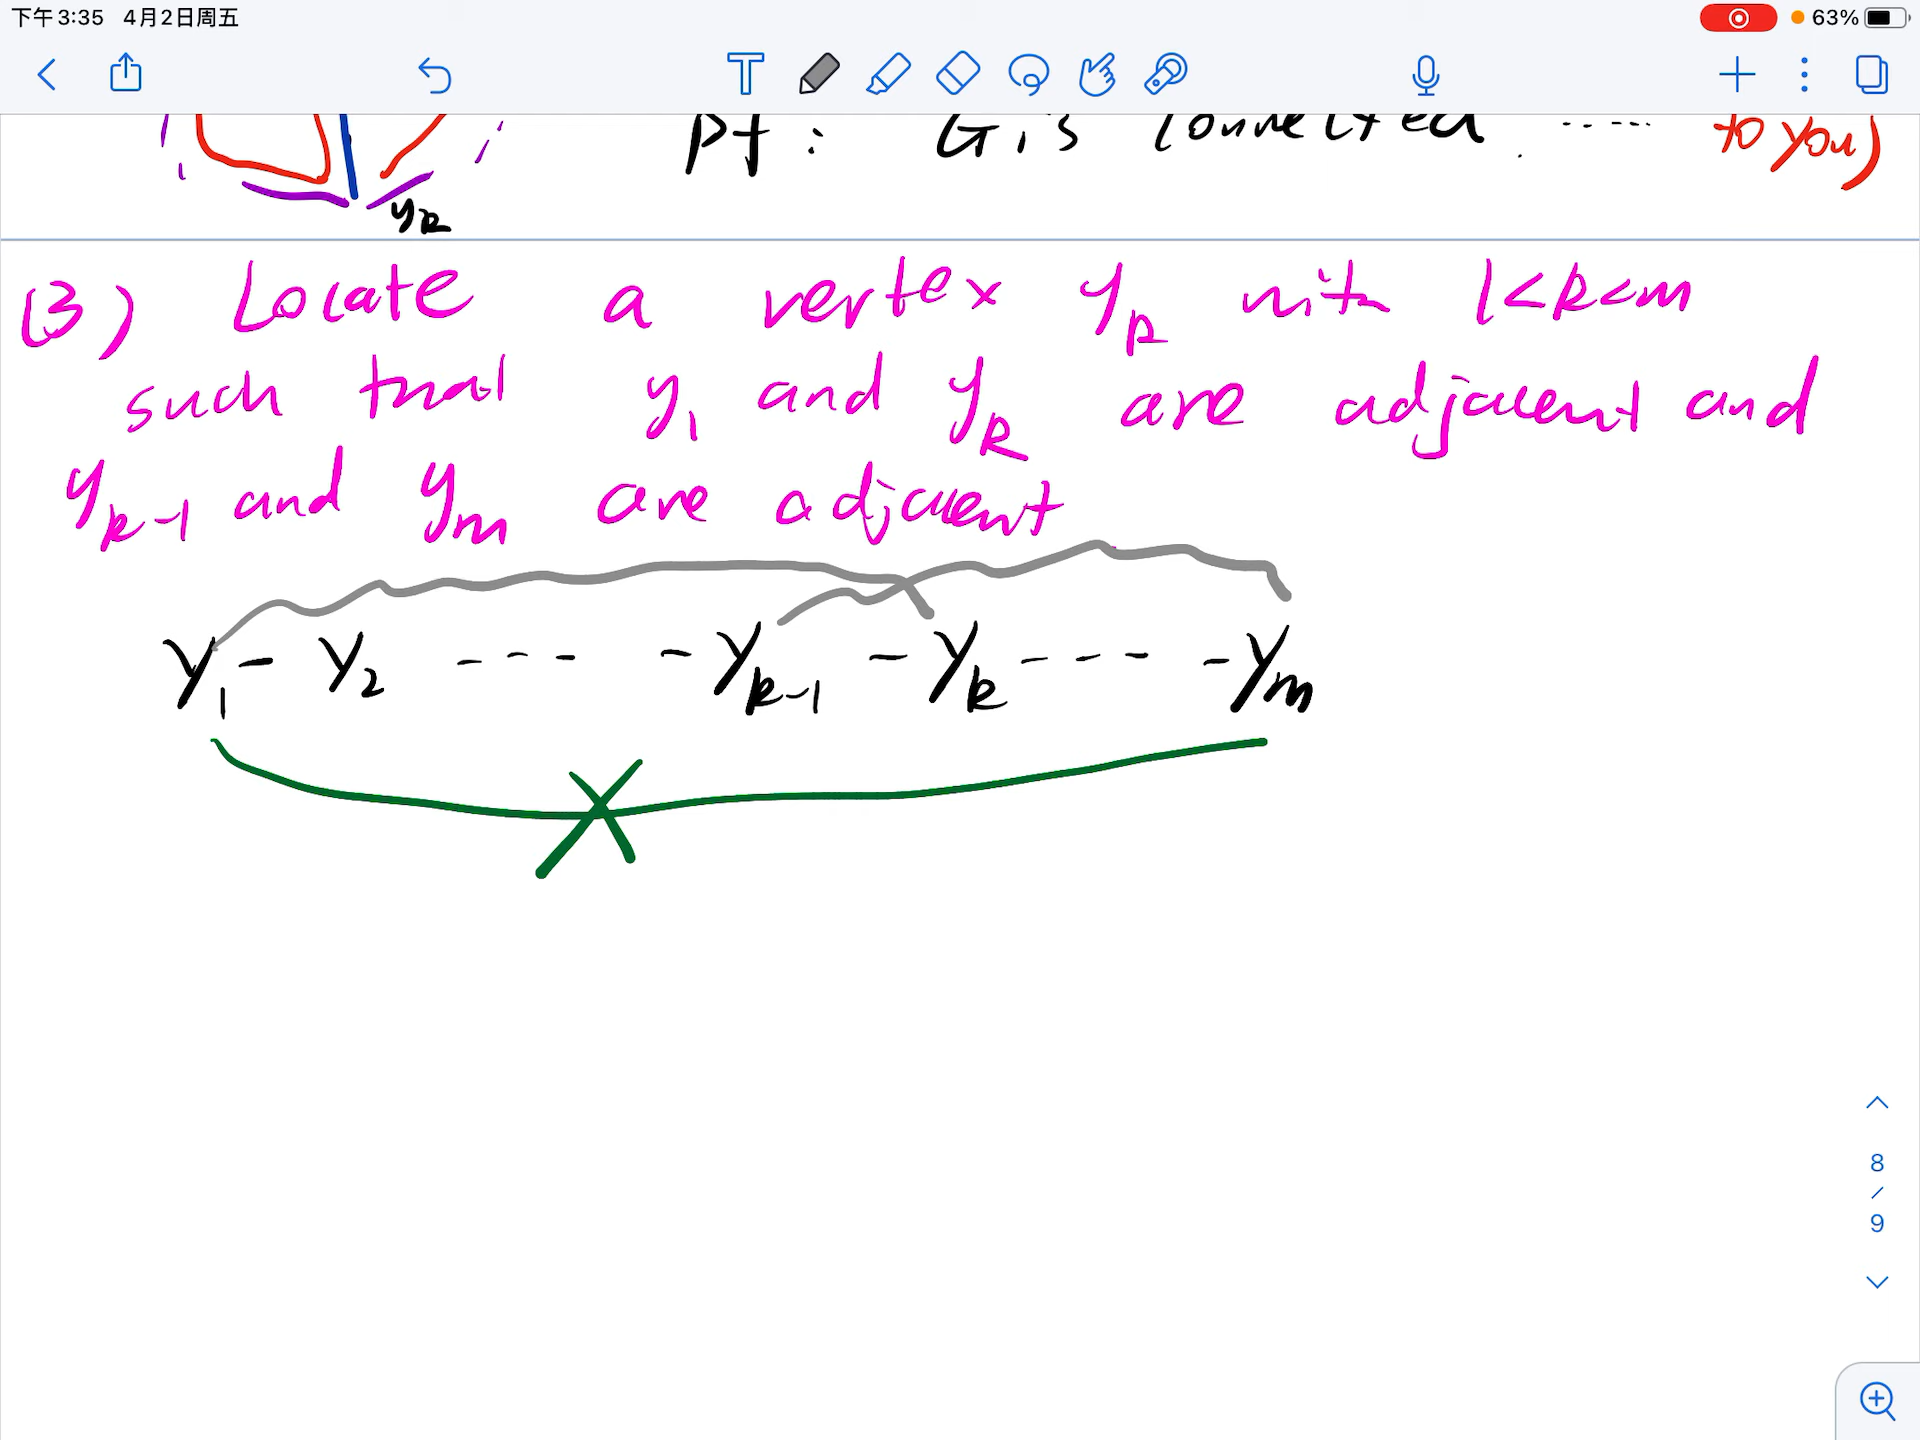 下午3:35 4月2日周五 63%
T
pf : G is connected ..... to you)
yk
(3) Locate a vertex yk with 1<k<m
such that y1 and yk are adjacent and
yk-1 and ym are adjacent
y1 - y2 --- - yk-1 - yk --- - ym
8
/
9